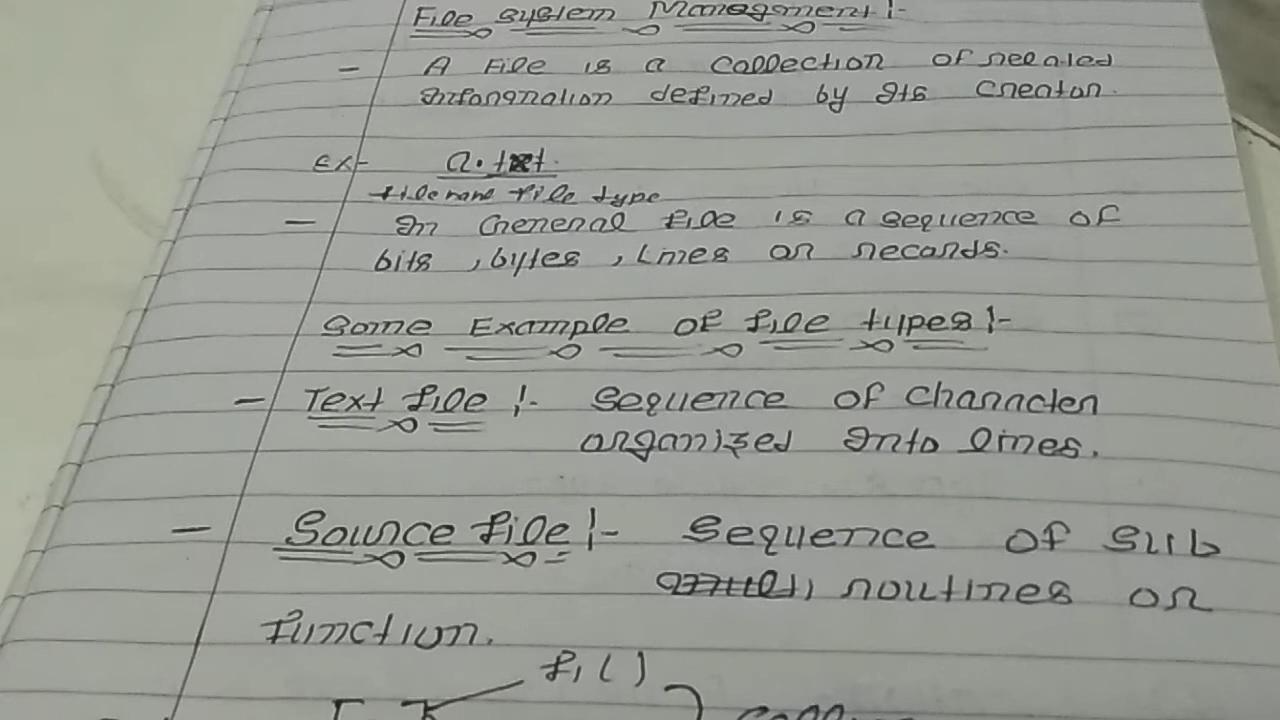 File System Management :-
- A File is a Collection of related
Information defined by Its Creator.
Ex- a.txt.
file name file type
- In General file is a sequence of
bits, bytes, Lines or records.
Some Example of file types :-
- Text file :- Sequence of Character
organized Into lines.
- Source file :- Sequence of Sub
routines or
function.
f1()